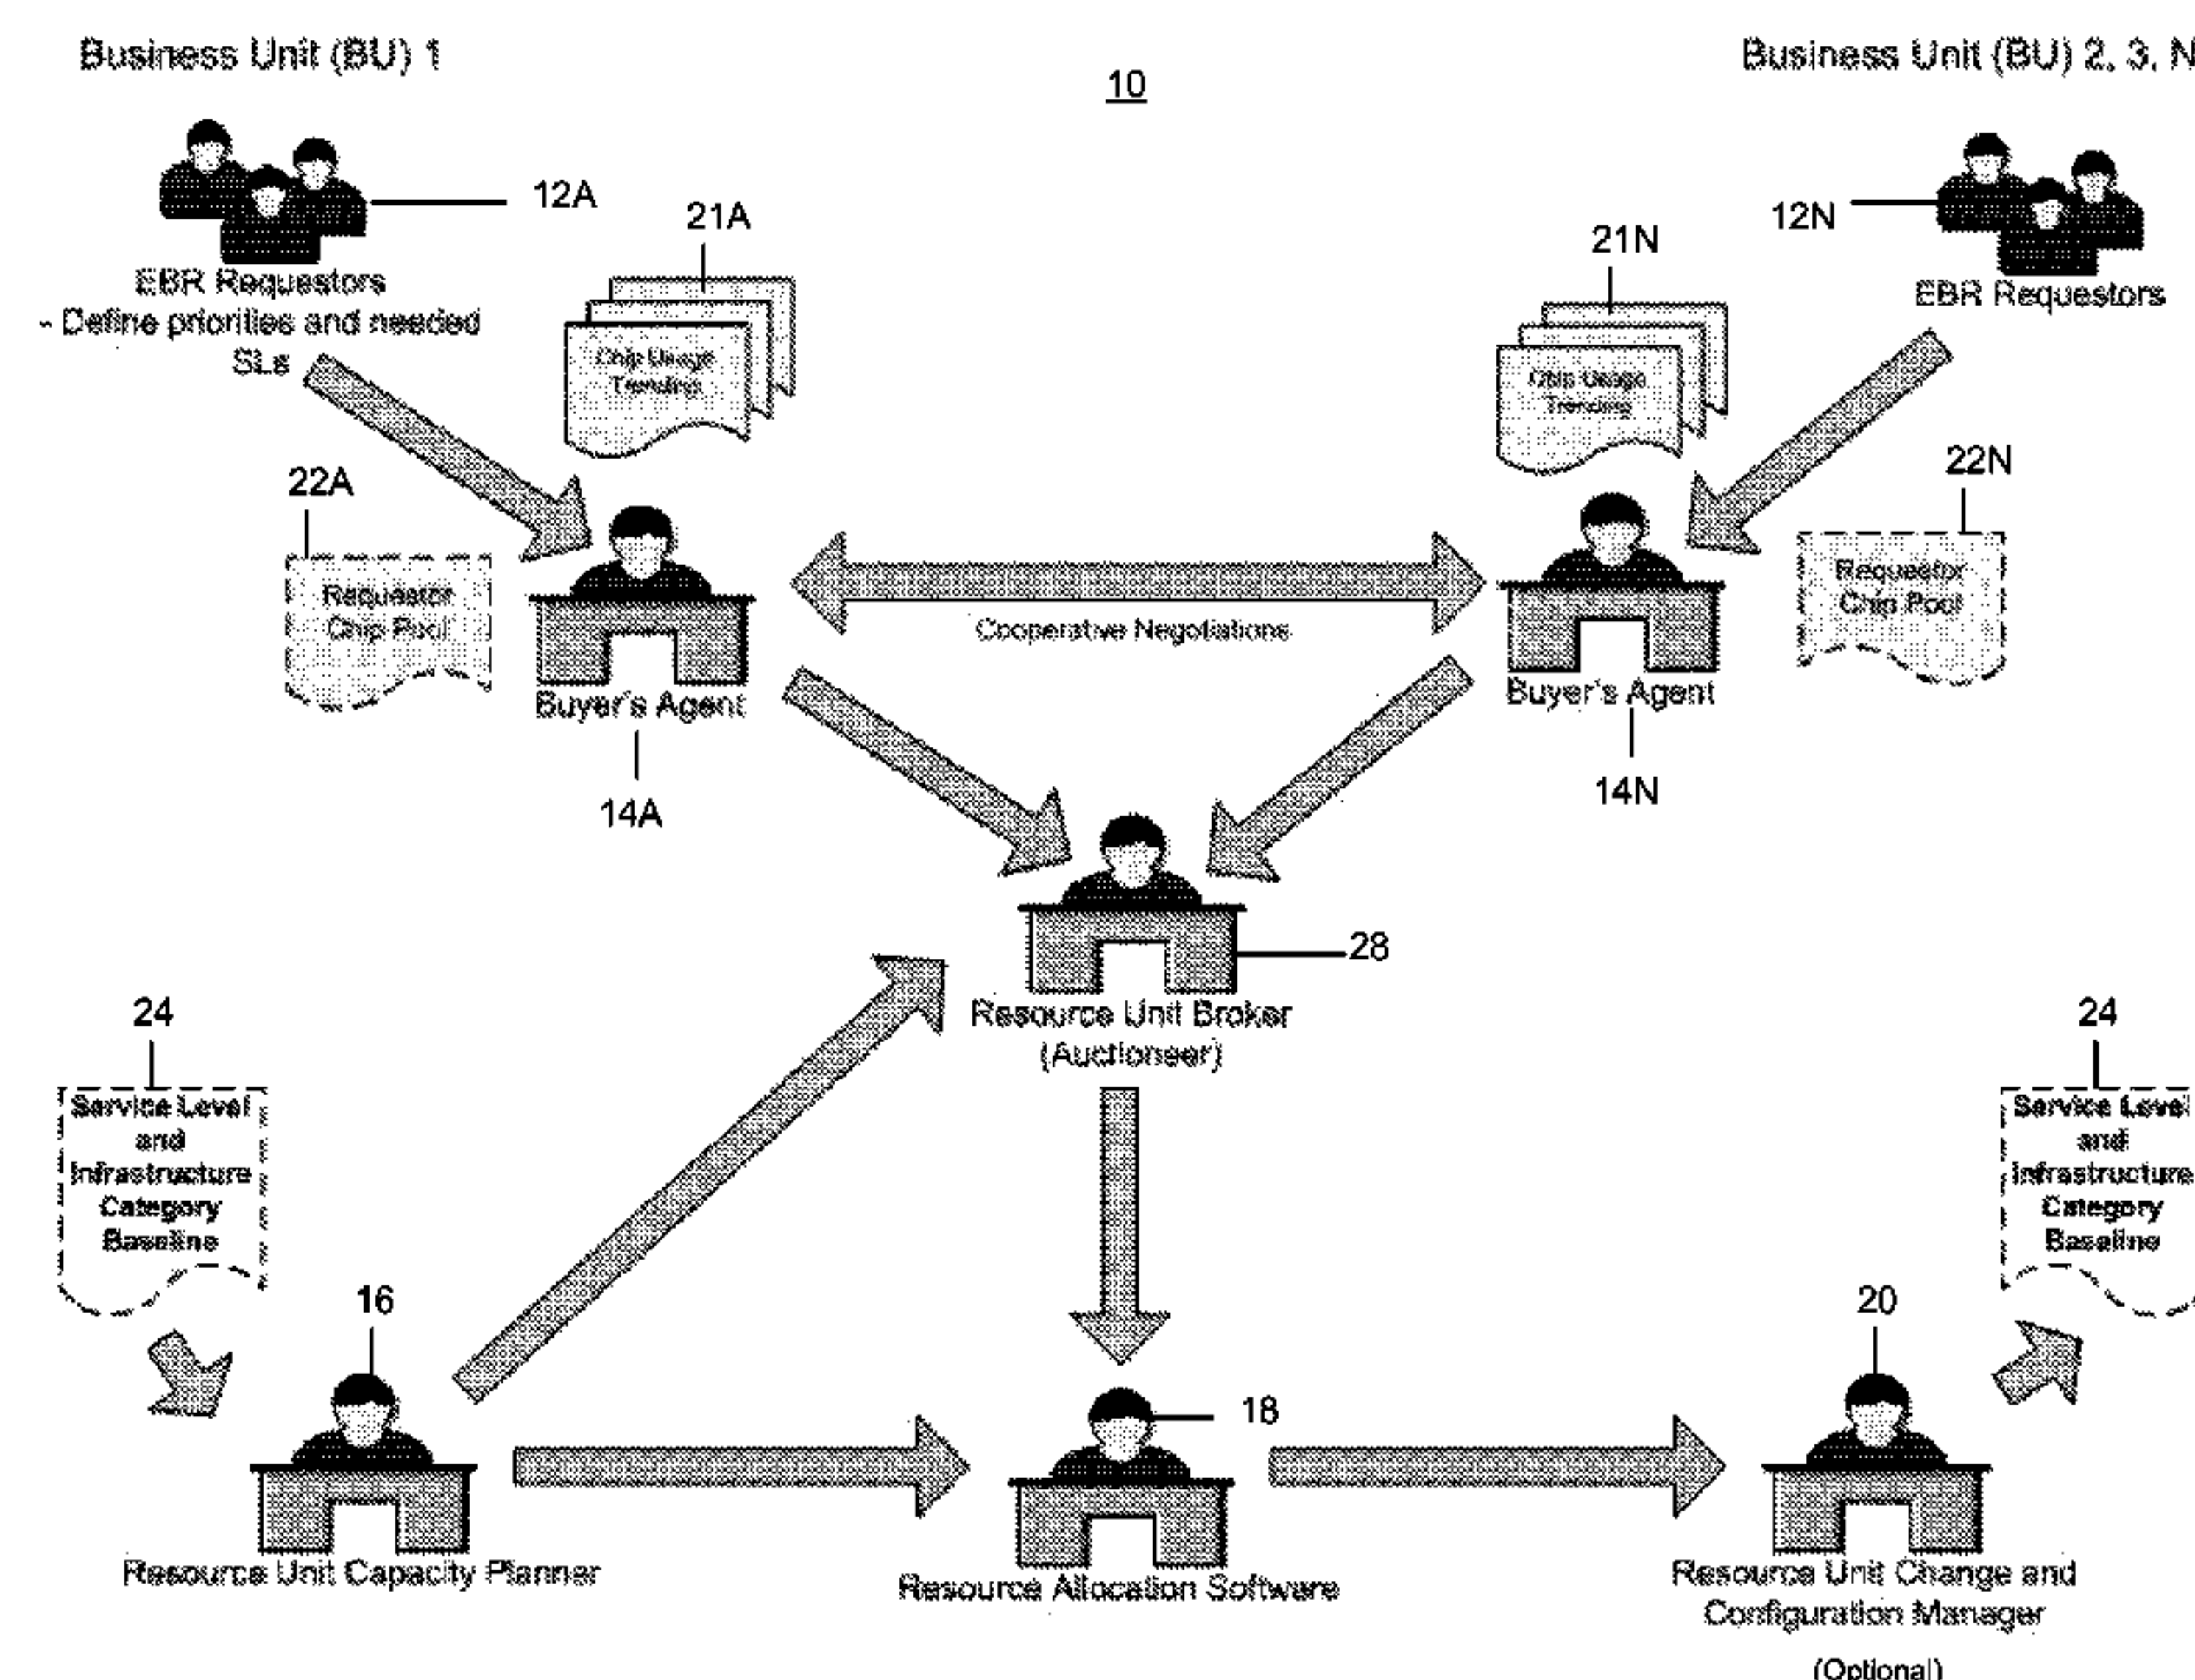 Business Unit (BU) 1
Business Unit (BU) 2, 3, N
10
12A
12N
21A
21N
EBR Requestors
- Define priorities and needed
SLs
EBR Requestors
Chip Usage
Trending
Chip Usage
Trending
22A
22N
Requestor
Chip Pool
Requestor
Chip Pool
Cooperative Negotiations
Buyer's Agent
Buyer's Agent
14A
14N
28
Resource Unit Broker
(Auctioneer)
24
24
Service Level
and
Infrastructure
Category
Baseline
Service Level
and
Infrastructure
Category
Baseline
16
20
18
Resource Unit Capacity Planner
Resource Allocation Software
Resource Unit Change and
Configuration Manager
(Optional)